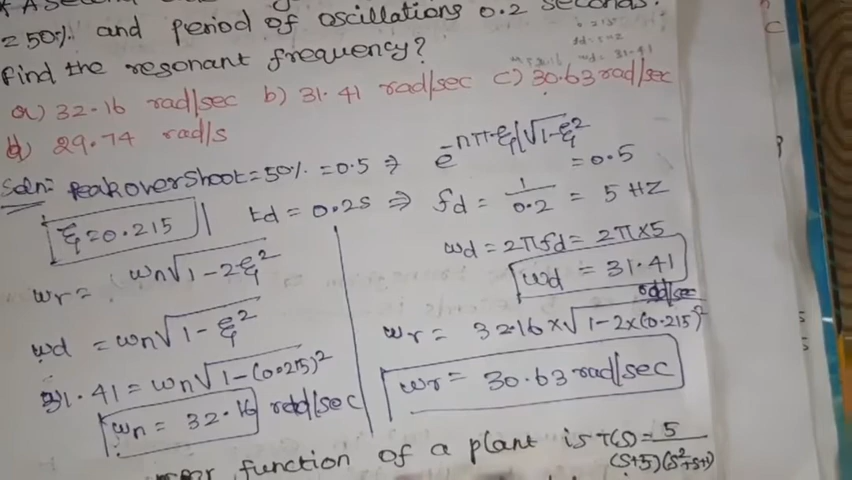 * A Second
of
= 50% and period of oscillations 0.2 seconds.
Find the resonant frequency?
a) 32.16 rad/sec b) 31.41 rad/sec c) 30.63 rad/sec
d) 29.74 rad/s
Soln: Peak overshoot = 50% = 0.5 ⇒ e^-nπξ/√1-ξ² = 0.5
ξ = 0.215
td = 0.2s ⇒ fd = 1/0.2 = 5 HZ
ωd = 2πfd = 2π×5
ωd = 31.41
rad/sec
ωr = ωn√1-2ξ²
ωd = ωn√1-ξ²
31.41 = ωn√1-(0.215)²
ωn = 32.16 rad/sec
ωr = 32.16×√1-2×(0.215)²
ωr = 30.63 rad/sec
function of a plant is T(s) = 5/(s+5)(s²+s+1)